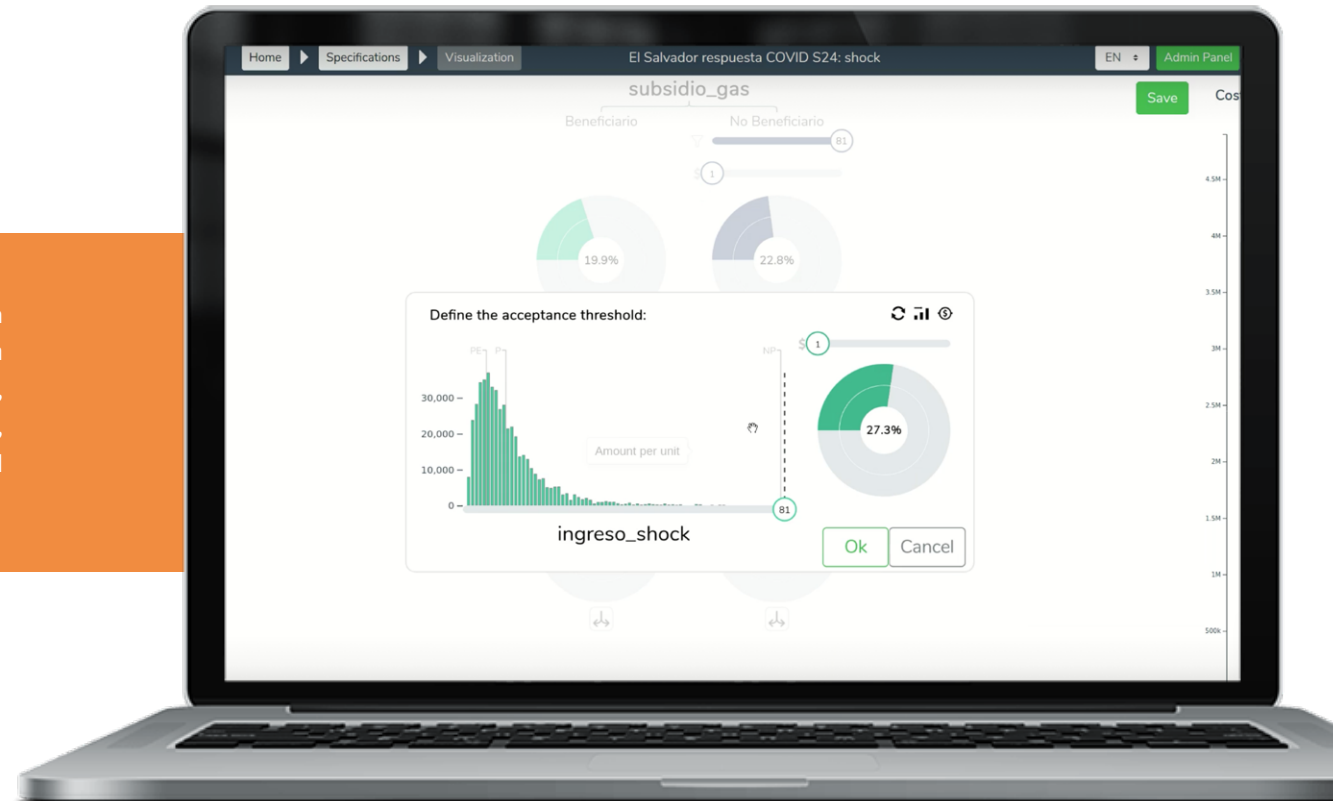 Home
Specifications
Visualization
El Salvador respuesta COVID S24: shock
EN
Admin Panel
subsidio_gas
Save
Beneficiario
No Beneficiario
81
$ 1
4.5M
4M
19.9%
22.8%
3.5M
Define the acceptance threshold:
$ 1
PE
P
NP
3M
30,000
2.5M
20,000
27.3%
Amount per unit
2M
10,000
0
81
1.5M
ingreso_shock
Ok
Cancel
1M
500k